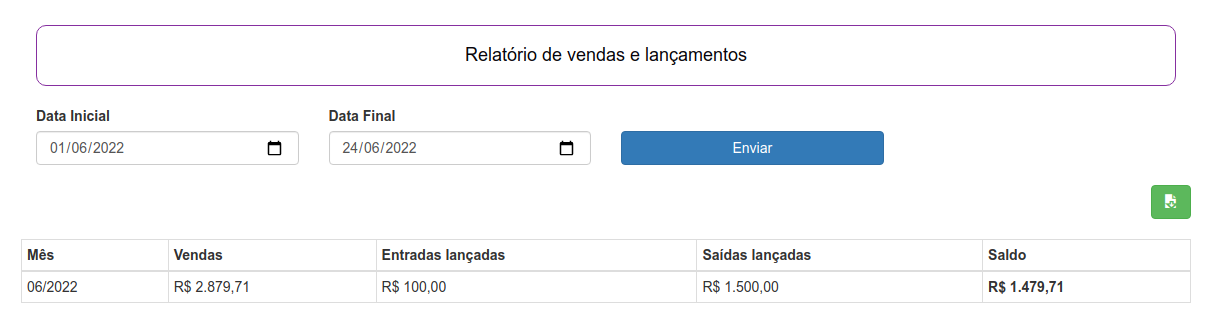 Relatório de vendas e lançamentos
Data Inicial Data Final
01/06/2022 24/06/2022 Enviar
Mês Vendas Entradas lançadas Saídas lançadas Saldo
06/2022 R$ 2.879,71 R$ 100,00 R$ 1.500,00 R$ 1.479,71